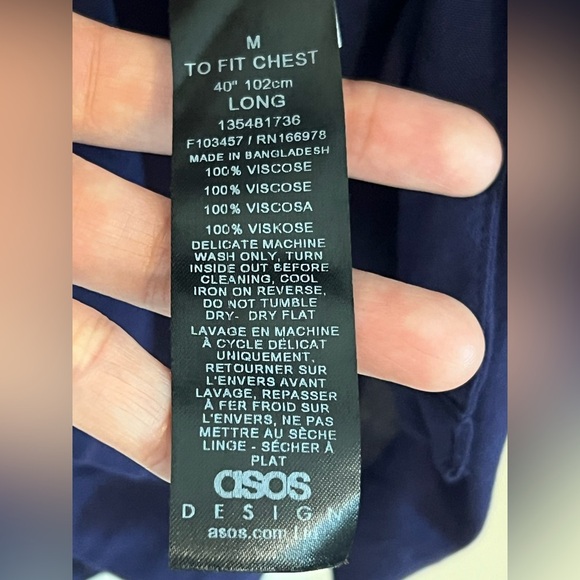 M
TO FIT CHEST
40" 102cm
LONG
135481736
F103457 / RN166978
MADE IN BANGLADESH
100% VISCOSE
100% VISCOSE
100% VISCOSA
100% VISKOSE
DELICATE MACHINE
WASH ONLY, TURN
INSIDE OUT BEFORE
CLEANING, COOL
IRON ON REVERSE,
DO NOT TUMBLE
DRY- DRY FLAT
LAVAGE EN MACHINE
À CYCLE DÉLICAT
UNIQUEMENT,
RETOURNER SUR
L'ENVERS AVANT
LAVAGE, REPASSER
À FER FROID SUR
L'ENVERS, NE PAS
METTRE AU SÈCHE
LINGE - SÉCHER À
PLAT
asos
DESIGN
asos.com